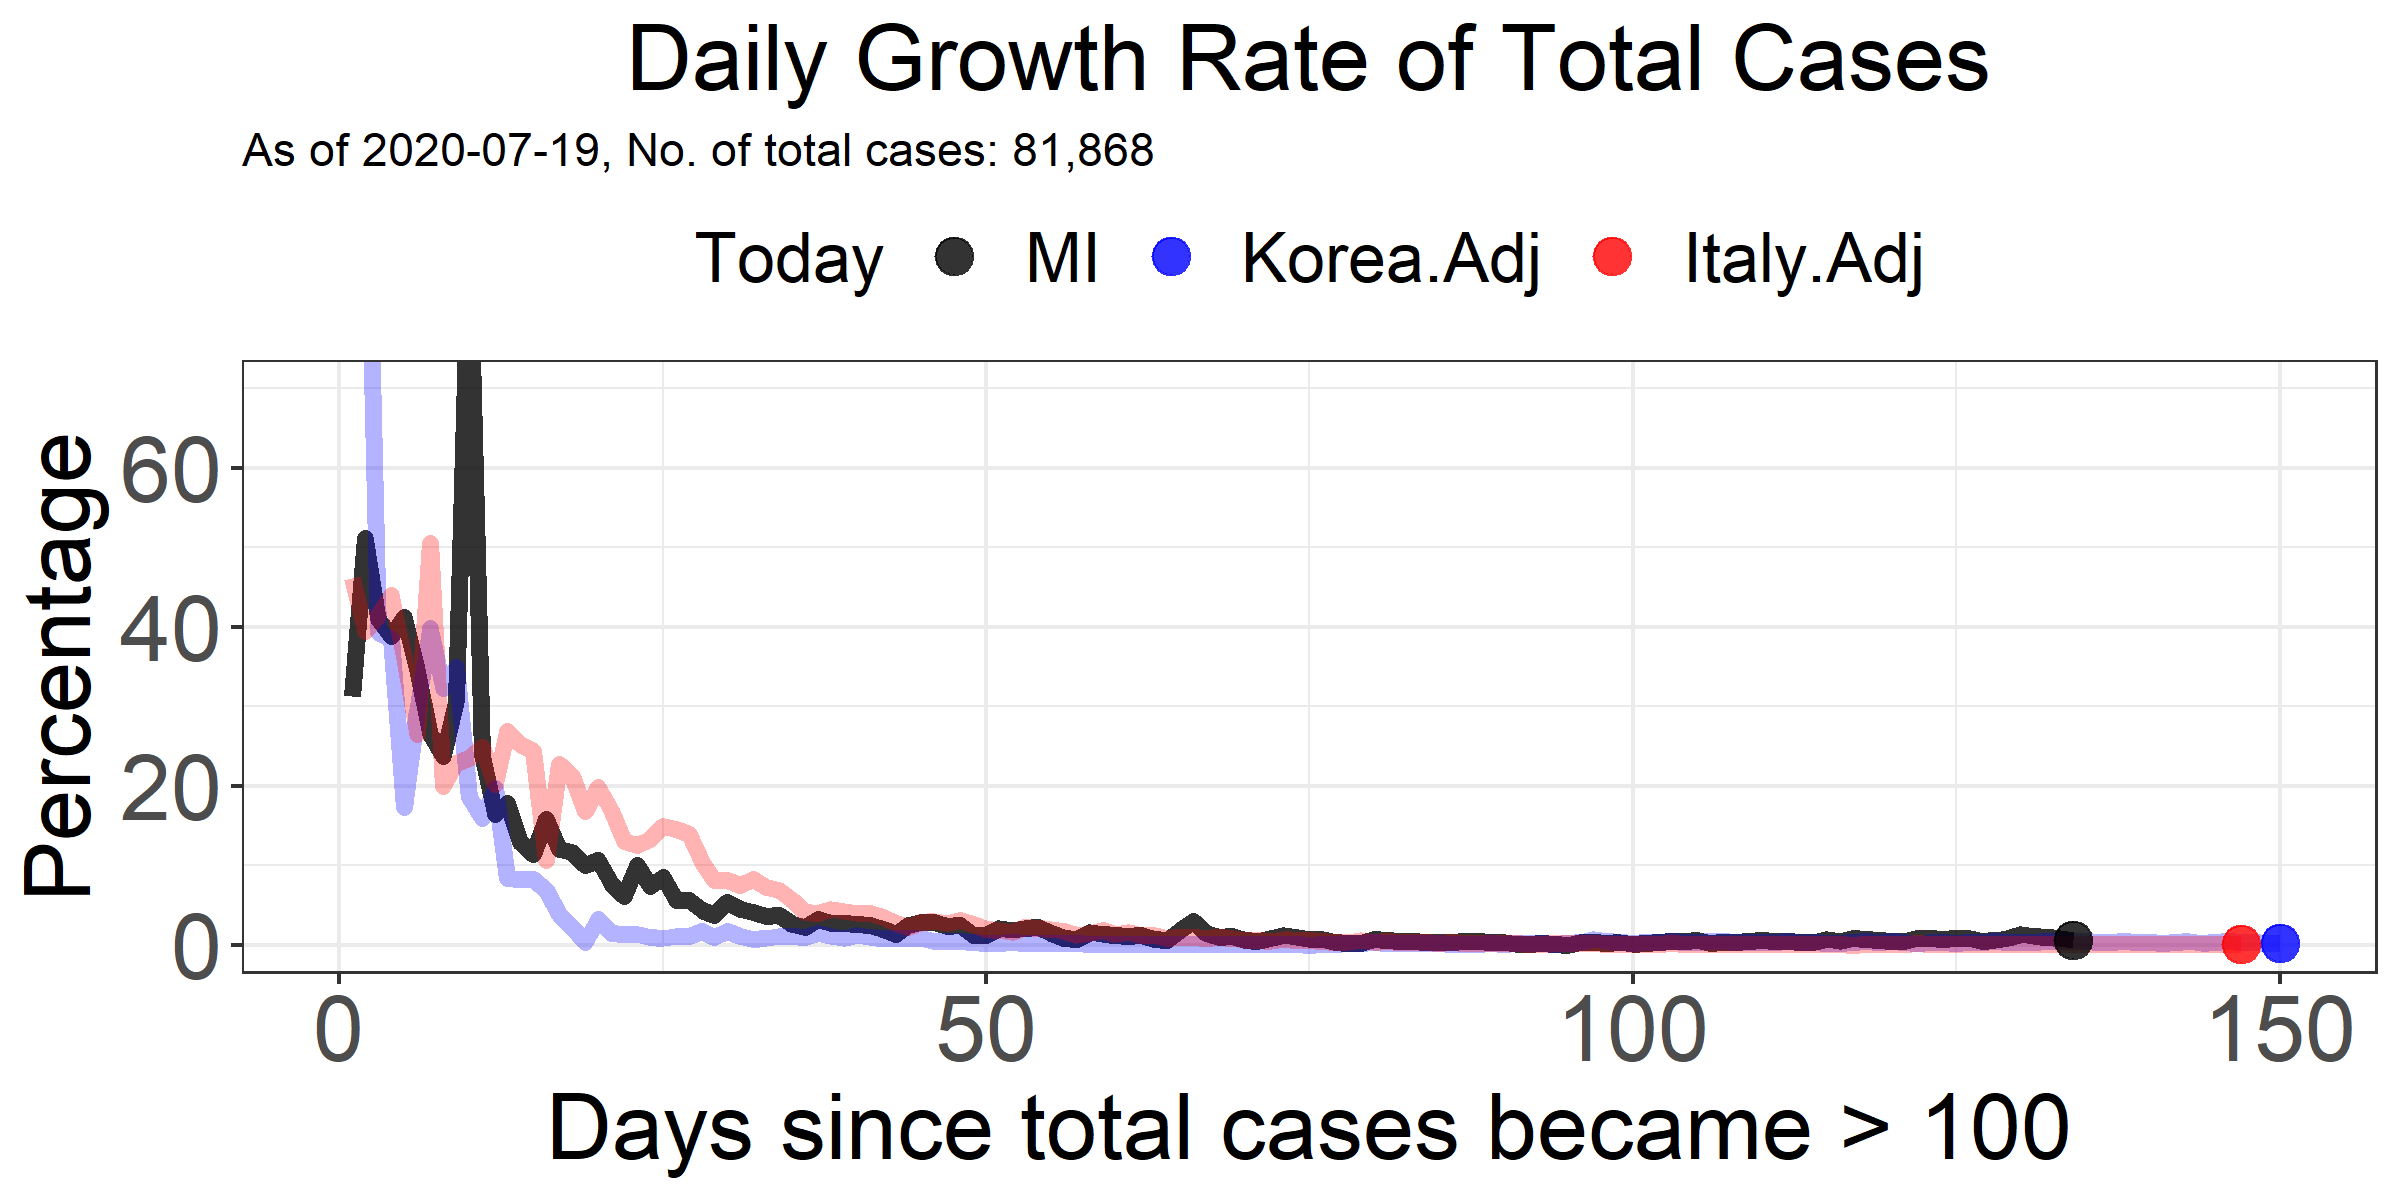 Daily Growth Rate of Total Cases
As of 2020-07-19, No. of total cases: 81,868
Today MI Korea.Adj Italy.Adj
Percentage
60
40
20
0
0 50 100 150
Days since total cases became > 100